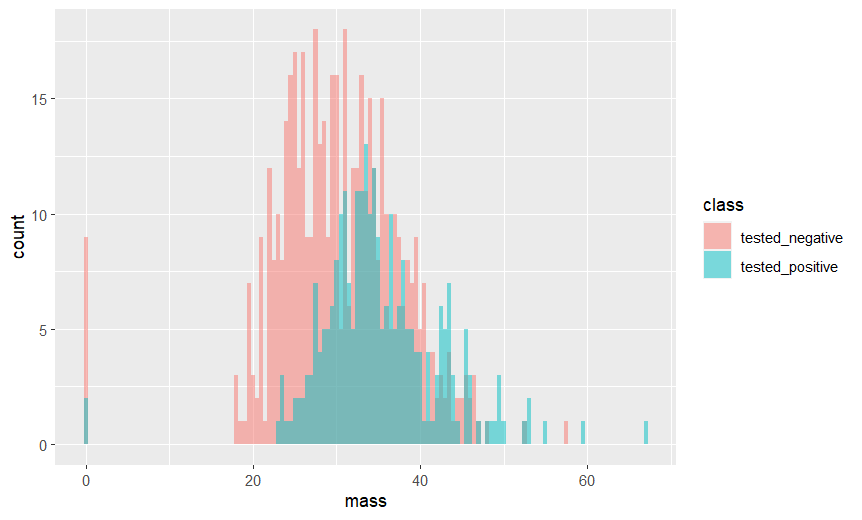 15
10
5
0
count
0 20 40 60
mass
class
tested_negative
tested_positive